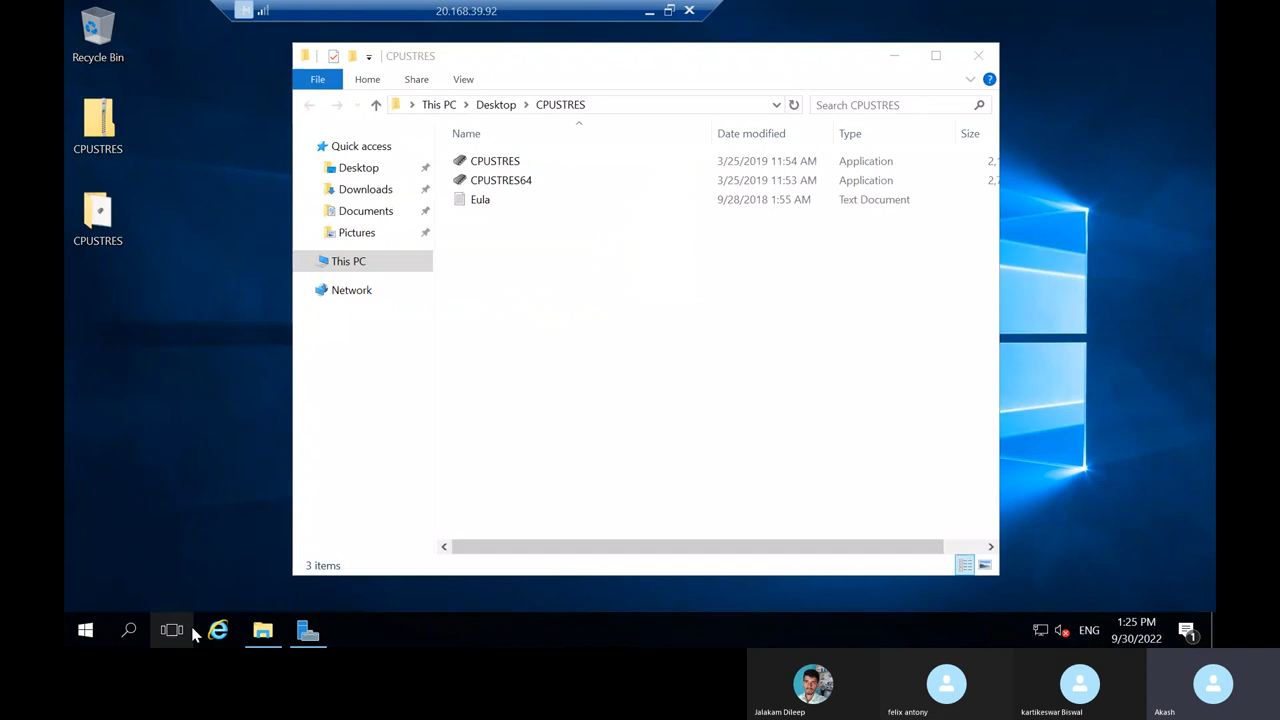 20.168.39.92
Recycle Bin
CPUSTRES
CPUSTRES
CPUSTRES
File Home Share View
This PC Desktop CPUSTRES
Search CPUSTRES
Name Date modified Type Size
Quick access
Desktop
Downloads
Documents
Pictures
This PC
Network
CPUSTRES 3/25/2019 11:54 AM Application 2,
CPUSTRES64 3/25/2019 11:53 AM Application 2,
Eula 9/28/2018 1:55 AM Text Document
3 items
ENG
1:25 PM
9/30/2022
1
Jalakam Dileep
felix antony
kartikeswar Biswal
Akash